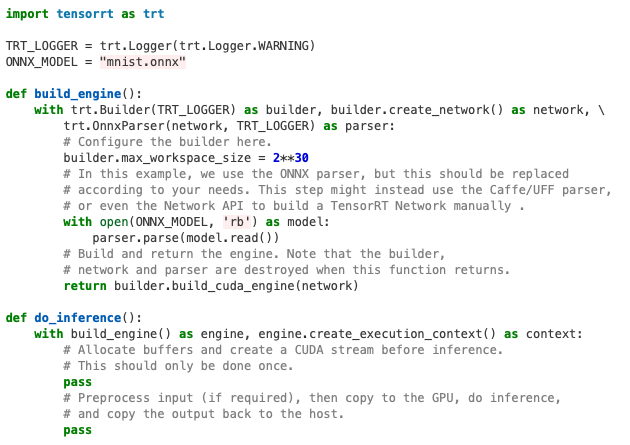 import tensorrt as trt

TRT_LOGGER = trt.Logger(trt.Logger.WARNING)
ONNX_MODEL = "mnist.onnx"

def build_engine():
    with trt.Builder(TRT_LOGGER) as builder, builder.create_network() as network, \
        trt.OnnxParser(network, TRT_LOGGER) as parser:
        # Configure the builder here.
        builder.max_workspace_size = 2**30
        # In this example, we use the ONNX parser, but this should be replaced
        # according to your needs. This step might instead use the Caffe/UFF parser,
        # or even the Network API to build a TensorRT Network manually .
        with open(ONNX_MODEL, 'rb') as model:
            parser.parse(model.read())
        # Build and return the engine. Note that the builder,
        # network and parser are destroyed when this function returns.
        return builder.build_cuda_engine(network)

def do_inference():
    with build_engine() as engine, engine.create_execution_context() as context:
        # Allocate buffers and create a CUDA stream before inference.
        # This should only be done once.
        pass
        # Preprocess input (if required), then copy to the GPU, do inference,
        # and copy the output back to the host.
        pass